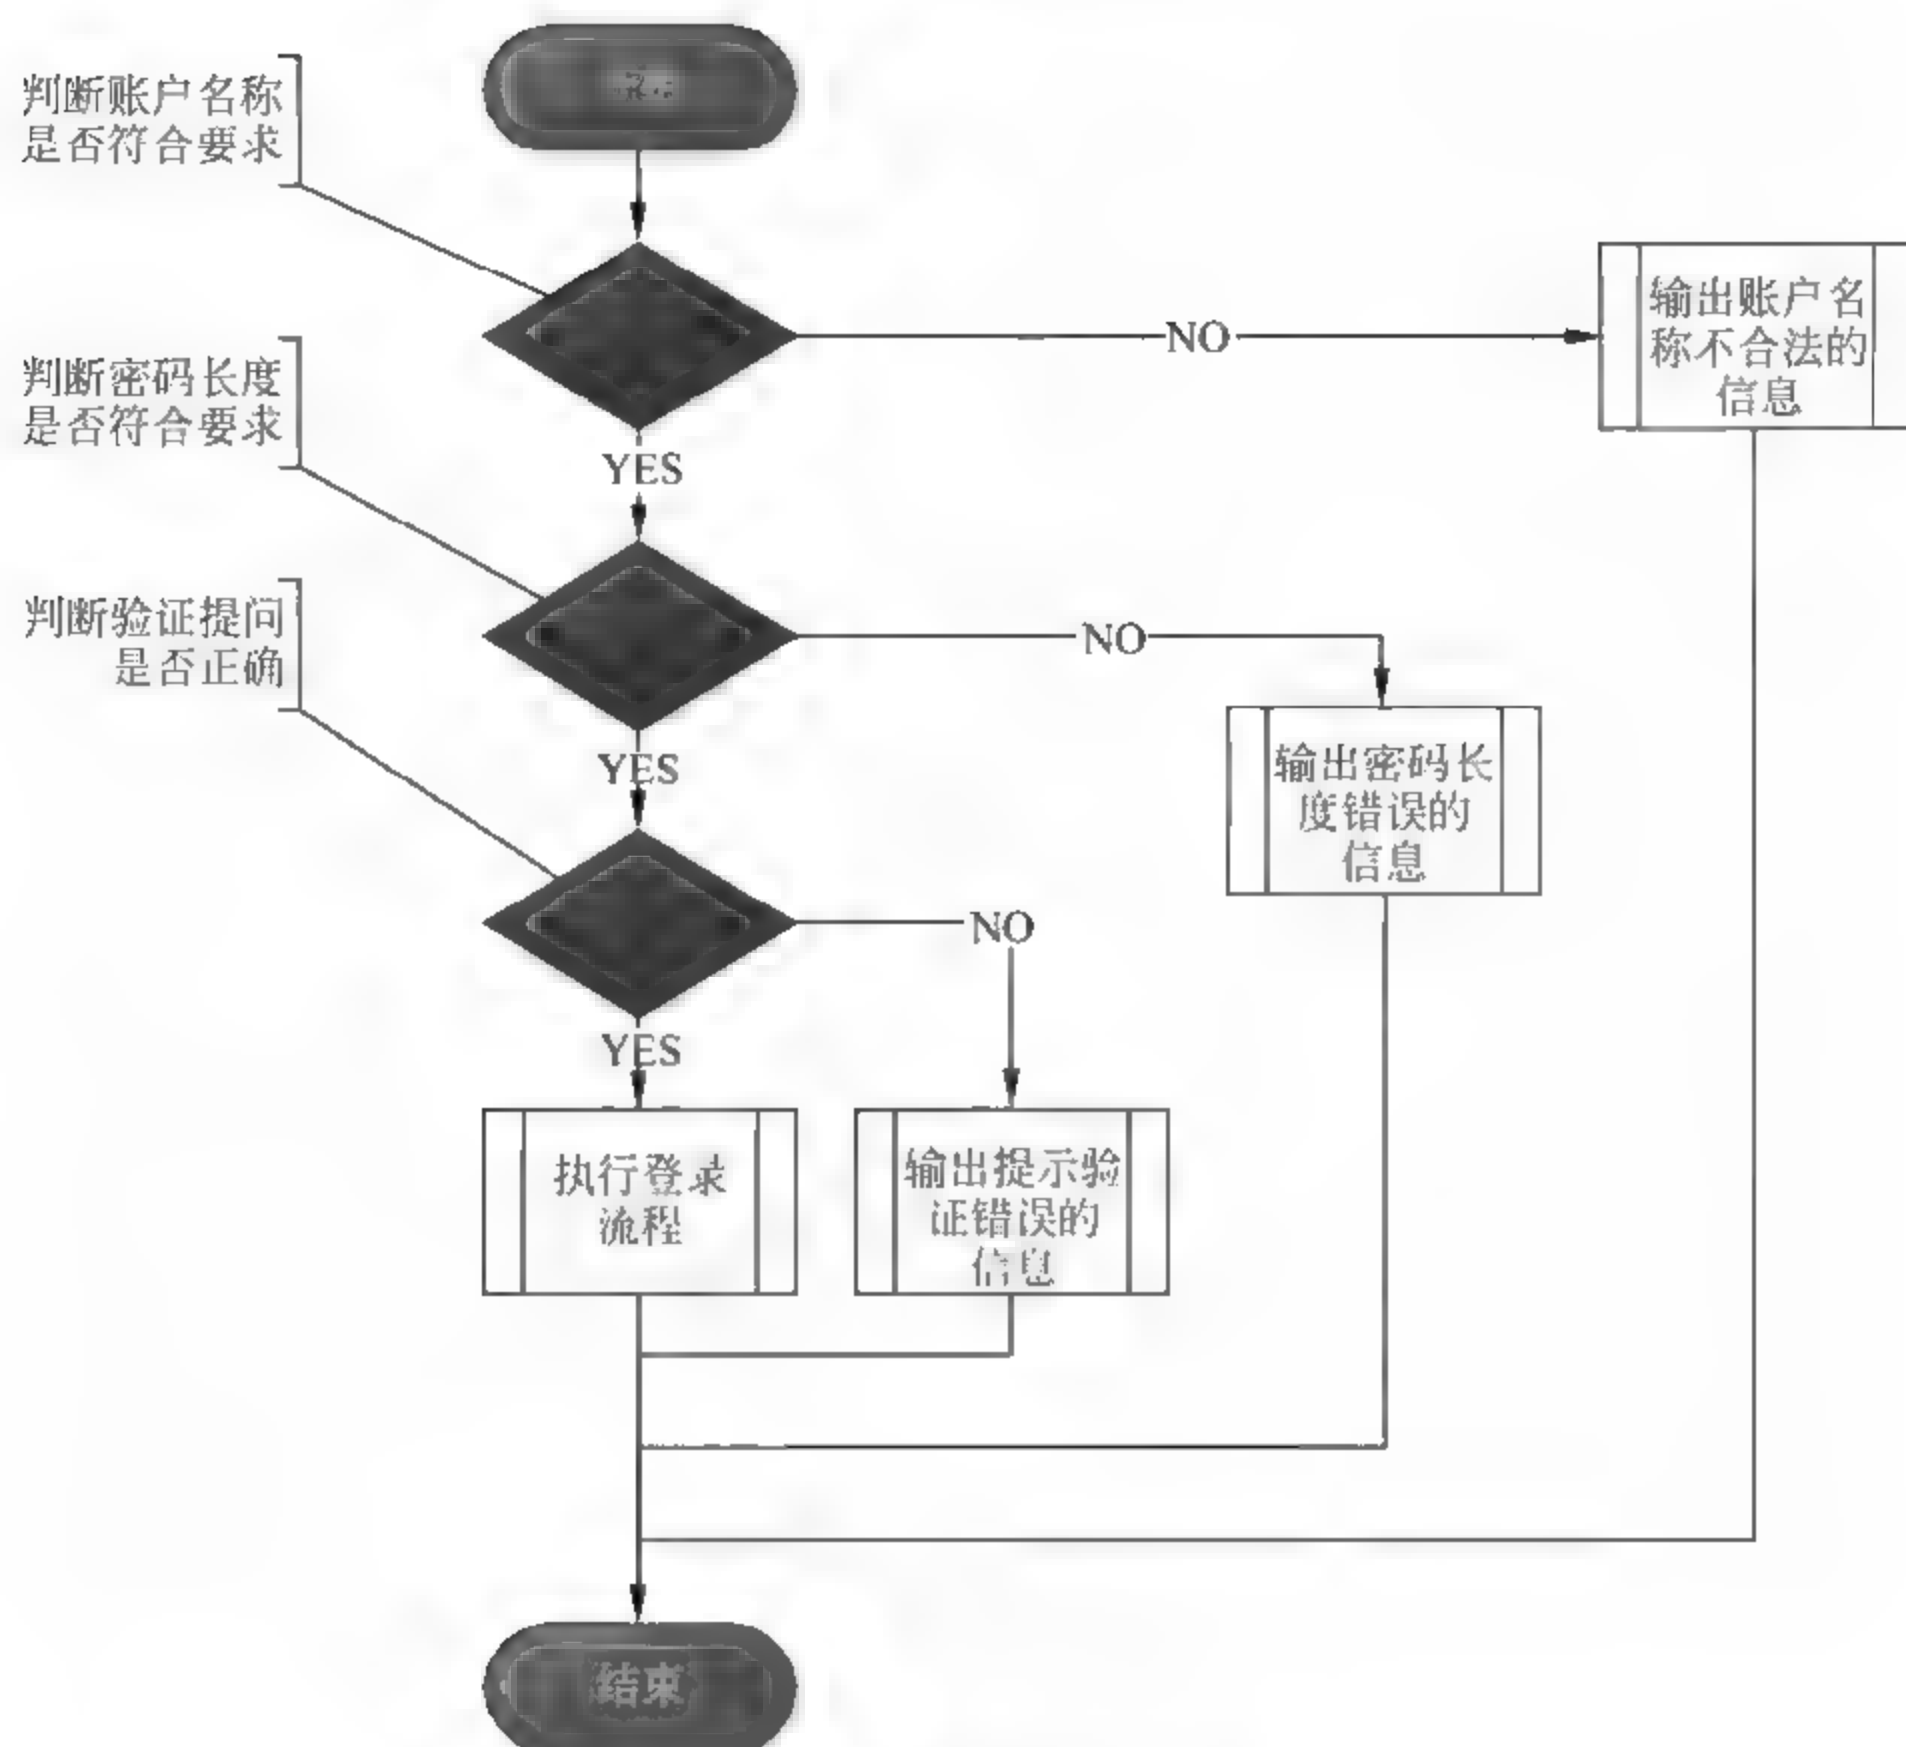 判断账户名称
是否符合要求
NO
输出账户名
称不合法的
信息
YES
判断密码长度
是否符合要求
NO
输出密码长
度错误的
信息
YES
判断验证提问
是否正确
NO
YES
执行登录
流程
输出提示验
证错误的
信息
结束